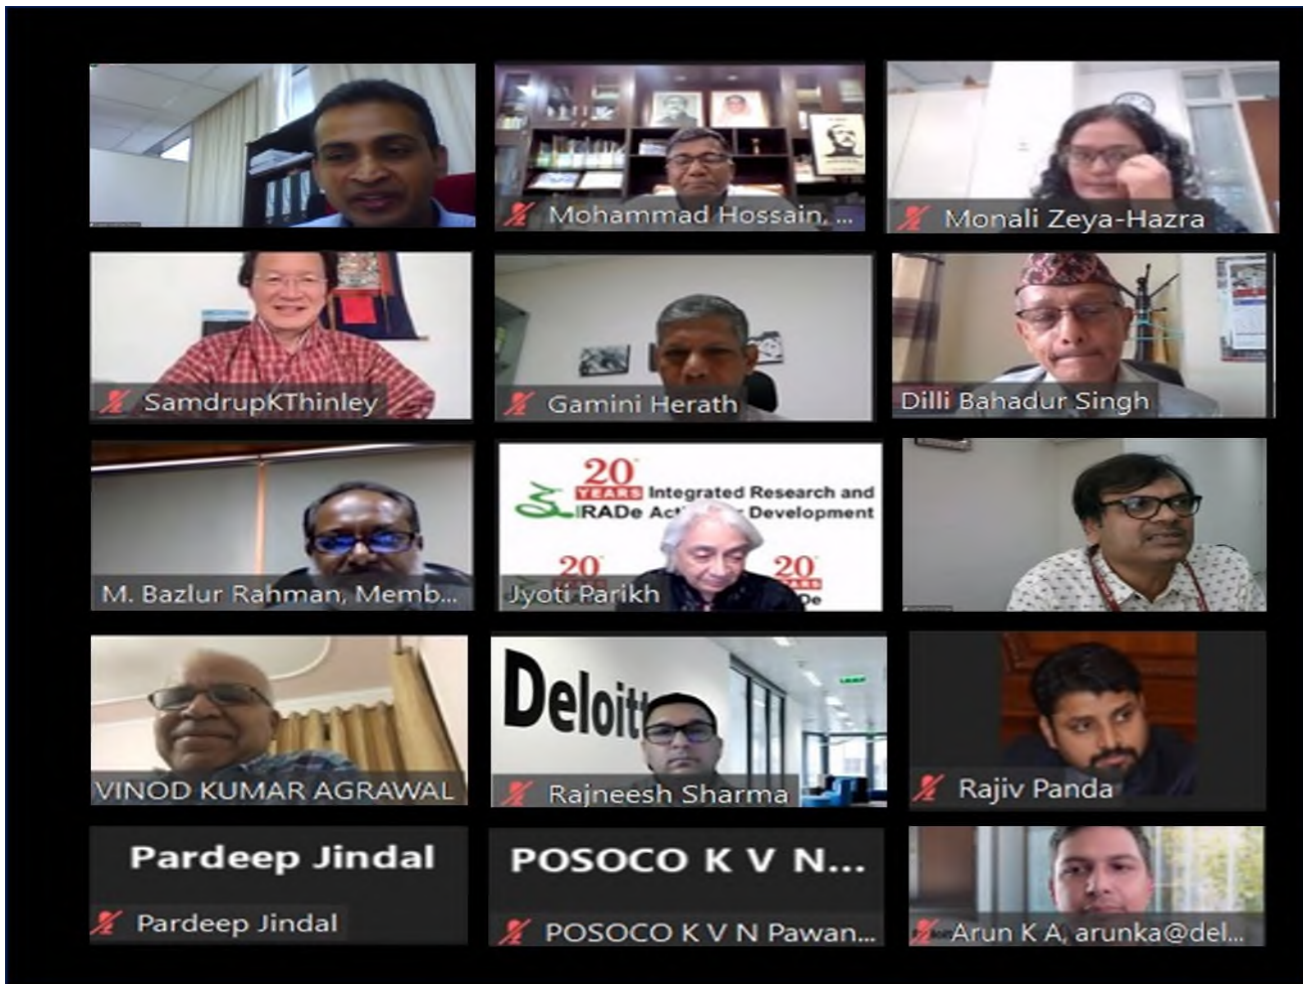 Mohammad Hossain, ...
Monali Zeya-Hazra
SamdrupKThinley
Gamini Herath
Dilli Bahadur Singh
M. Bazlur Rahman, Memb...
20
YEARS
Integrated Research and
IRADe
Development
20
20
Jyoti Parikh
VINOD KUMAR AGRAWAL
Deloitt
Rajneesh Sharma
Rajiv Panda
Pardeep Jindal
Pardeep Jindal
POSOCO K V N...
POSOCO K V N Pawan...
Arun K A, arunka@del...